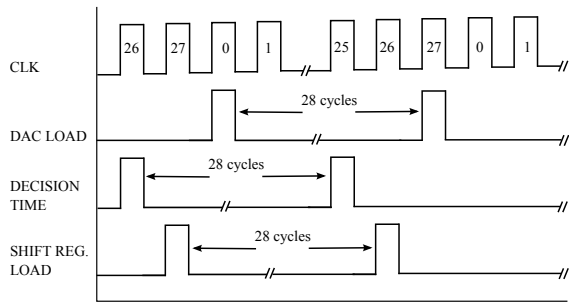 26 27 0 1 25 26 27 0 1
CLK
28 cycles
DAC LOAD
28 cycles
DECISION
TIME
28 cycles
SHIFT REG.
LOAD